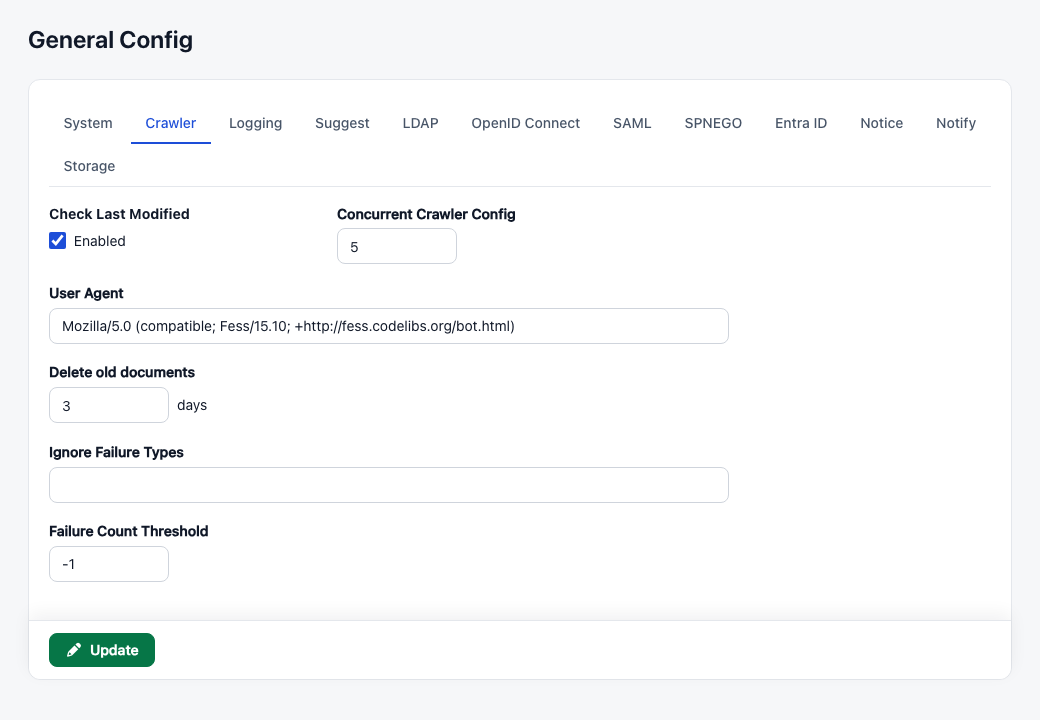 General Config
System Crawler Logging Suggest LDAP OpenID Connect SAML SPNEGO Entra ID Notice Notify
Storage
Check Last Modified Concurrent Crawler Config
Enabled 5
User Agent
Mozilla/5.0 (compatible; Fess/15.10; +http://fess.codelibs.org/bot.html)
Delete old documents
3 days
Ignore Failure Types
Failure Count Threshold
-1
Update